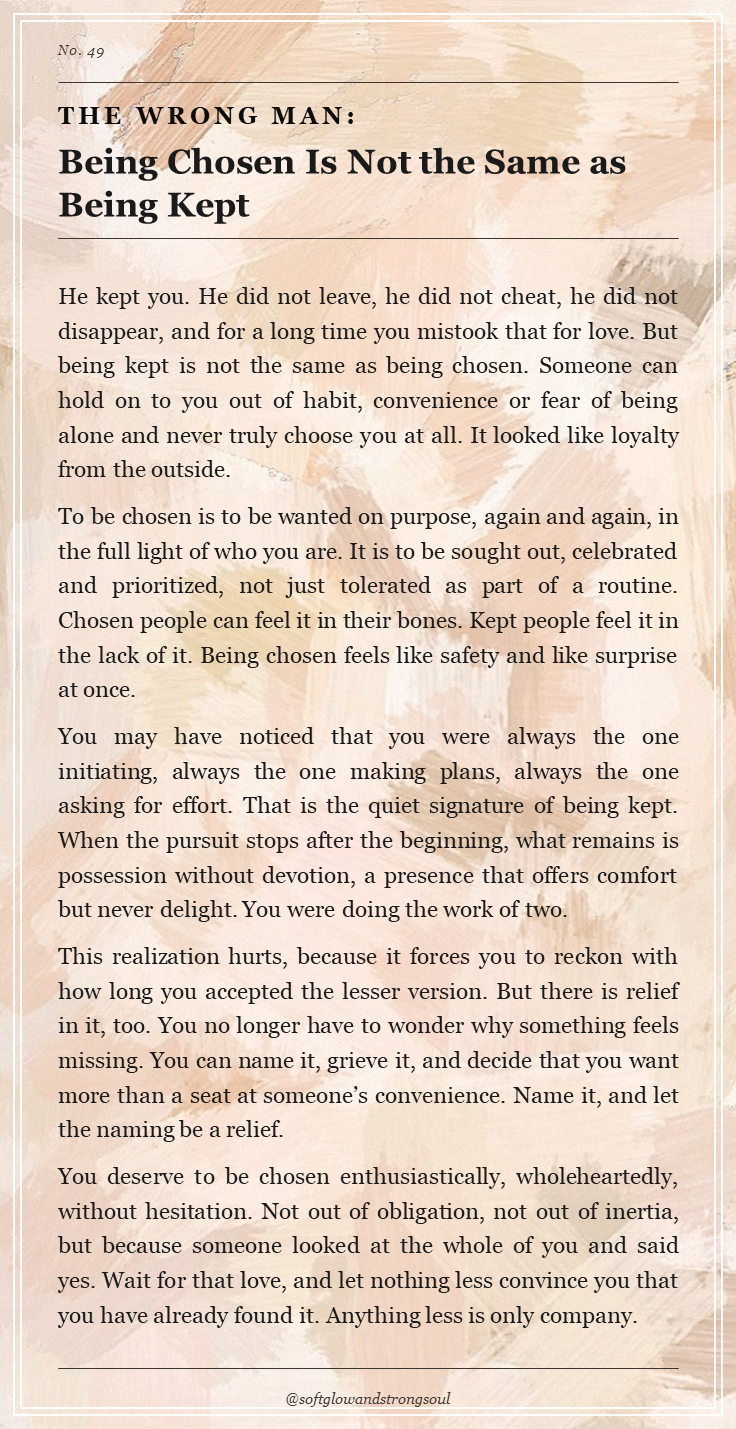 No. 49
THE WRONG MAN:
Being Chosen Is Not the Same as
Being Kept
He kept you. He did not leave, he did not cheat, he did not
disappear, and for a long time you mistook that for love. But
being kept is not the same as being chosen. Someone can
hold on to you out of habit, convenience or fear of being
alone and never truly choose you at all. It looked like loyalty
from the outside.
To be chosen is to be wanted on purpose, again and again, in
the full light of who you are. It is to be sought out, celebrated
and prioritized, not just tolerated as part of a routine.
Chosen people can feel it in their bones. Kept people feel it in
the lack of it. Being chosen feels like safety and like surprise
at once.
You may have noticed that you were always the one
initiating, always the one making plans, always the one
asking for effort. That is the quiet signature of being kept.
When the pursuit stops after the beginning, what remains is
possession without devotion, a presence that offers comfort
but never delight. You were doing the work of two.
This realization hurts, because it forces you to reckon with
how long you accepted the lesser version. But there is relief
in it, too. You no longer have to wonder why something feels
missing. You can name it, grieve it, and decide that you want
more than a seat at someone’s convenience. Name it, and let
the naming be a relief.
You deserve to be chosen enthusiastically, wholeheartedly,
without hesitation. Not out of obligation, not out of inertia,
but because someone looked at the whole of you and said
yes. Wait for that love, and let nothing less convince you that
you have already found it. Anything less is only company.
@softglowandstrongsoul